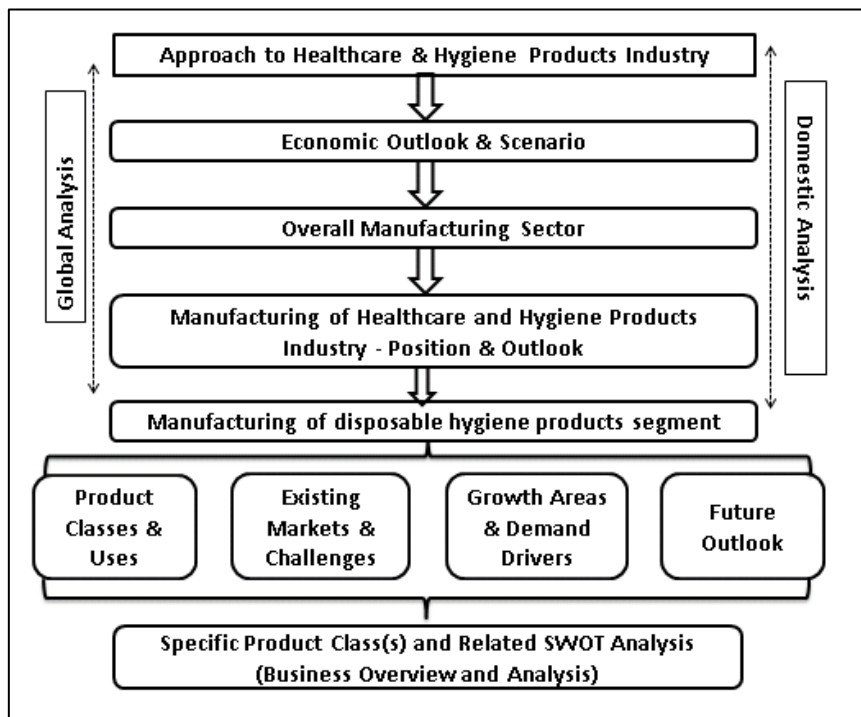 Approach to Healthcare & Hygiene Products Industry
Economic Outlook & Scenario
Overall Manufacturing Sector
Manufacturing of Healthcare and Hygiene Products
Industry - Position & Outlook
Manufacturing of disposable hygiene products segment
Global Analysis
Domestic Analysis
Product
Classes &
Uses
Existing
Markets &
Challenges
Growth Areas
& Demand
Drivers
Future
Outlook
Specific Product Class(s) and Related SWOT Analysis
(Business Overview and Analysis)